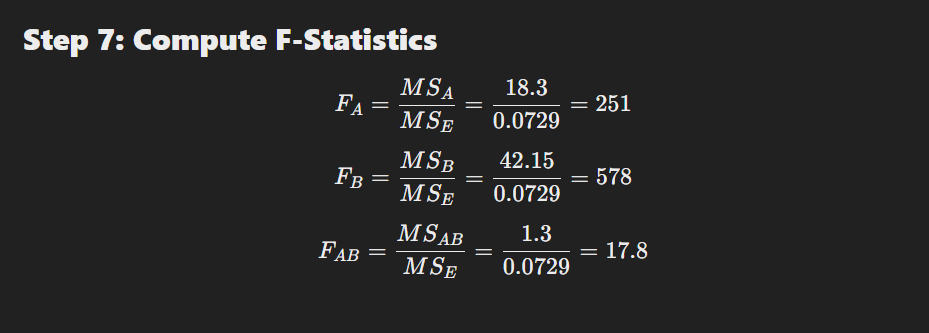 Step 7: Compute F-Statistics
F_A = MS_A / MS_E = 18.3 / 0.0729 = 251
F_B = MS_B / MS_E = 42.15 / 0.0729 = 578
F_AB = MS_AB / MS_E = 1.3 / 0.0729 = 17.8